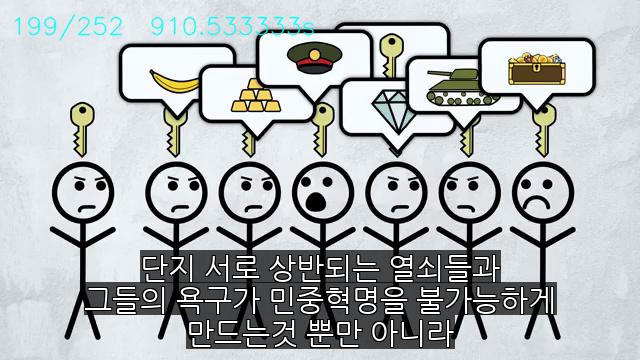 199/252 910.533333s
단지 서로 상반되는 열쇠들과
그들의 욕구가 민중혁명을 불가능하게
만드는것 뿐만 아니라